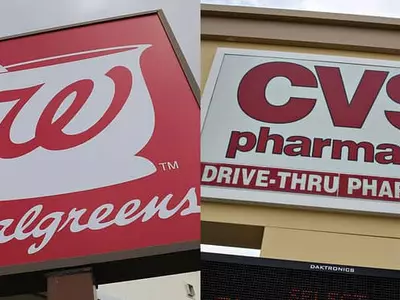 W
TM
algreens
CVS
pharma
DRIVE-THRU PHAR
DAKTRONICS